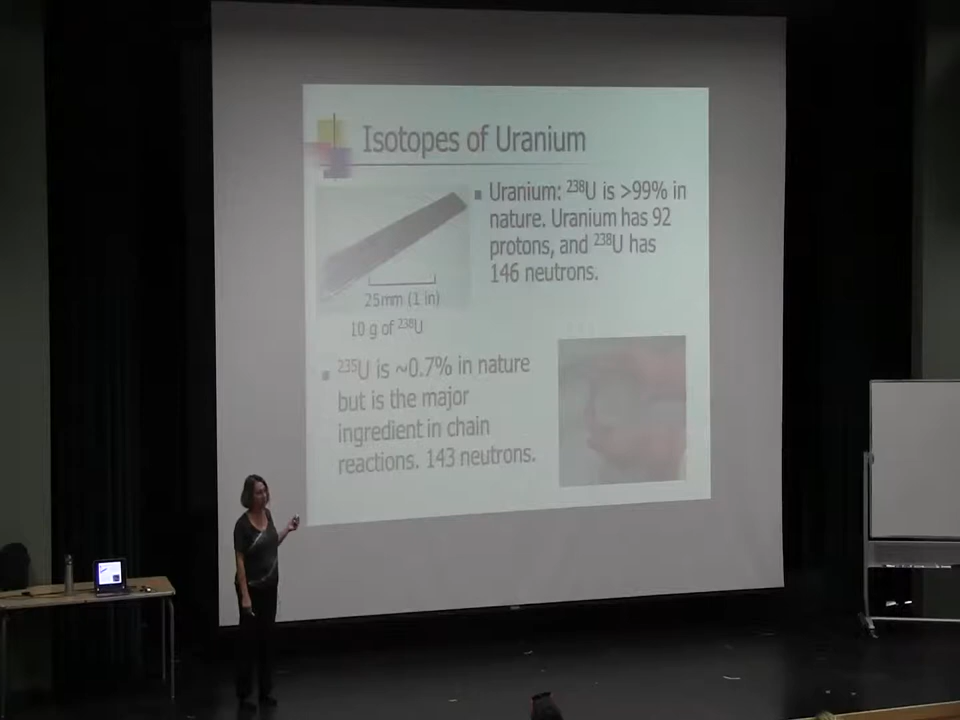 Isotopes of Uranium
Uranium: ²³⁸U is >99% in
nature. Uranium has 92
protons, and ²³⁸U has
146 neutrons.
25mm (1 in)
10 g of ²³⁸U
²³⁵U is ~0.7% in nature
but is the major
ingredient in chain
reactions. 143 neutrons.